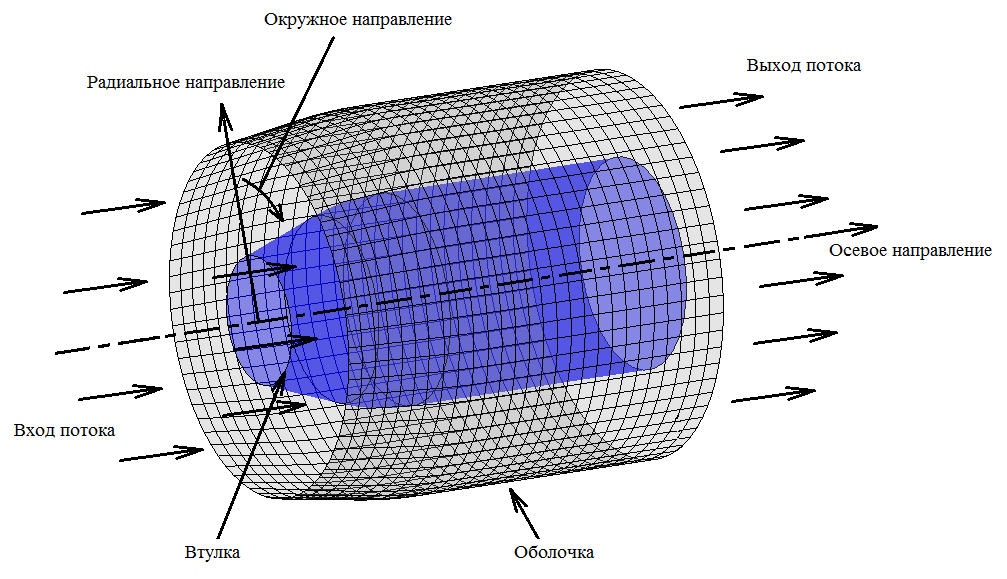 Окружное направление
Радиальное направление
Выход потока
Осевое направление
Вход потока
Втулка
Оболочка